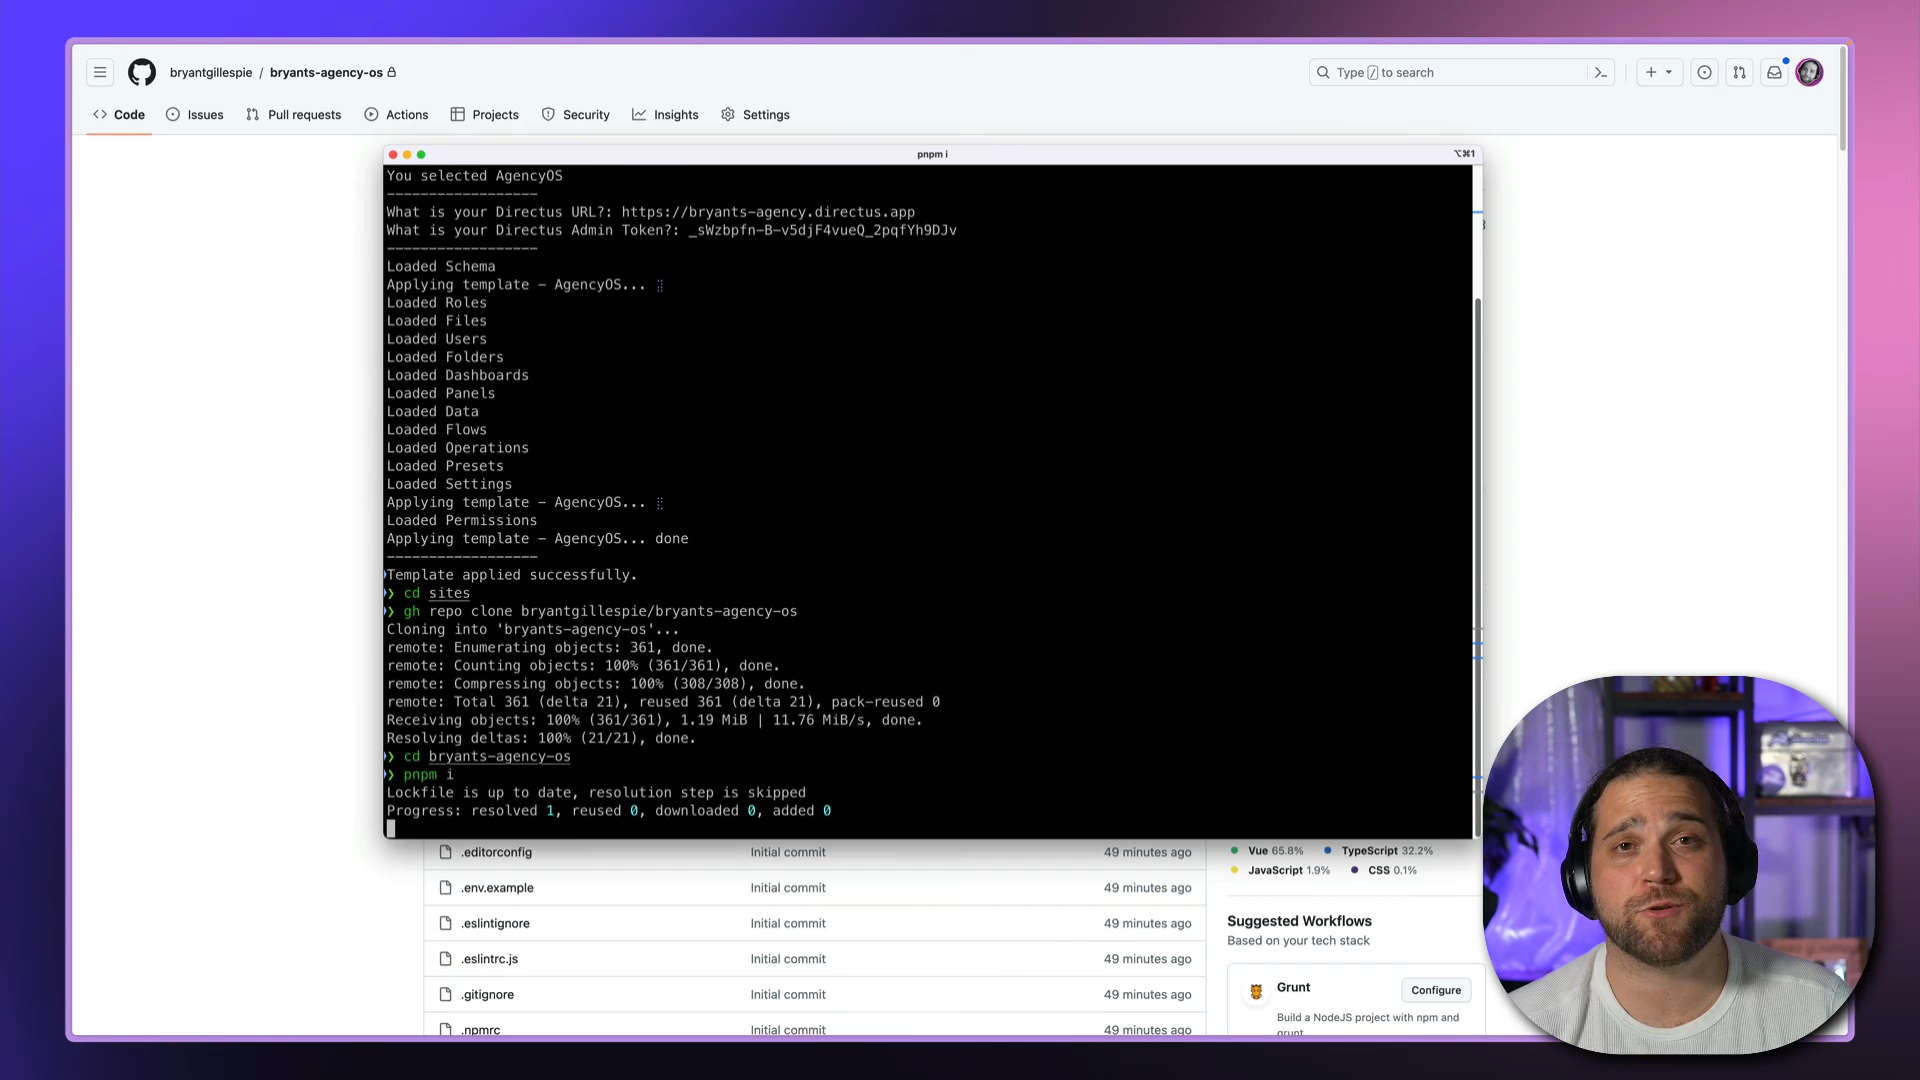 bryantgillespie / bryants-agency-os
Type / to search
Code
Issues
Pull requests
Actions
Projects
Security
Insights
Settings
pnpm i
⌥⌘1
You selected AgencyOS
------------------
What is your Directus URL?: https://bryants-agency.directus.app
What is your Directus Admin Token?: _sWzbpfn-B-v5djF4vueQ_2pqfYh9DJv
------------------
Loaded Schema
Applying template - AgencyOS...
Loaded Roles
Loaded Files
Loaded Users
Loaded Folders
Loaded Dashboards
Loaded Panels
Loaded Data
Loaded Flows
Loaded Operations
Loaded Presets
Loaded Settings
Applying template - AgencyOS...
Loaded Permissions
Applying template - AgencyOS... done
------------------
Template applied successfully.
❯ cd sites
❯ gh repo clone bryantgillespie/bryants-agency-os
Cloning into 'bryants-agency-os'...
remote: Enumerating objects: 361, done.
remote: Counting objects: 100% (361/361), done.
remote: Compressing objects: 100% (308/308), done.
remote: Total 361 (delta 21), reused 361 (delta 21), pack-reused 0
Receiving objects: 100% (361/361), 1.19 MiB | 11.76 MiB/s, done.
Resolving deltas: 100% (21/21), done.
❯ cd bryants-agency-os
❯ pnpm i
Lockfile is up to date, resolution step is skipped
Progress: resolved 1, reused 0, downloaded 0, added 0
.editorconfig Initial commit 49 minutes ago
.env.example Initial commit 49 minutes ago
.eslintignore Initial commit 49 minutes ago
.eslintrc.js Initial commit 49 minutes ago
.gitignore Initial commit 49 minutes ago
.npmrc Initial commit 49 minutes ago
Vue 65.8% TypeScript 32.2%
JavaScript 1.9% CSS 0.1%
Suggested Workflows
Based on your tech stack
Grunt
Configure
Build a NodeJS project with npm and
grunt